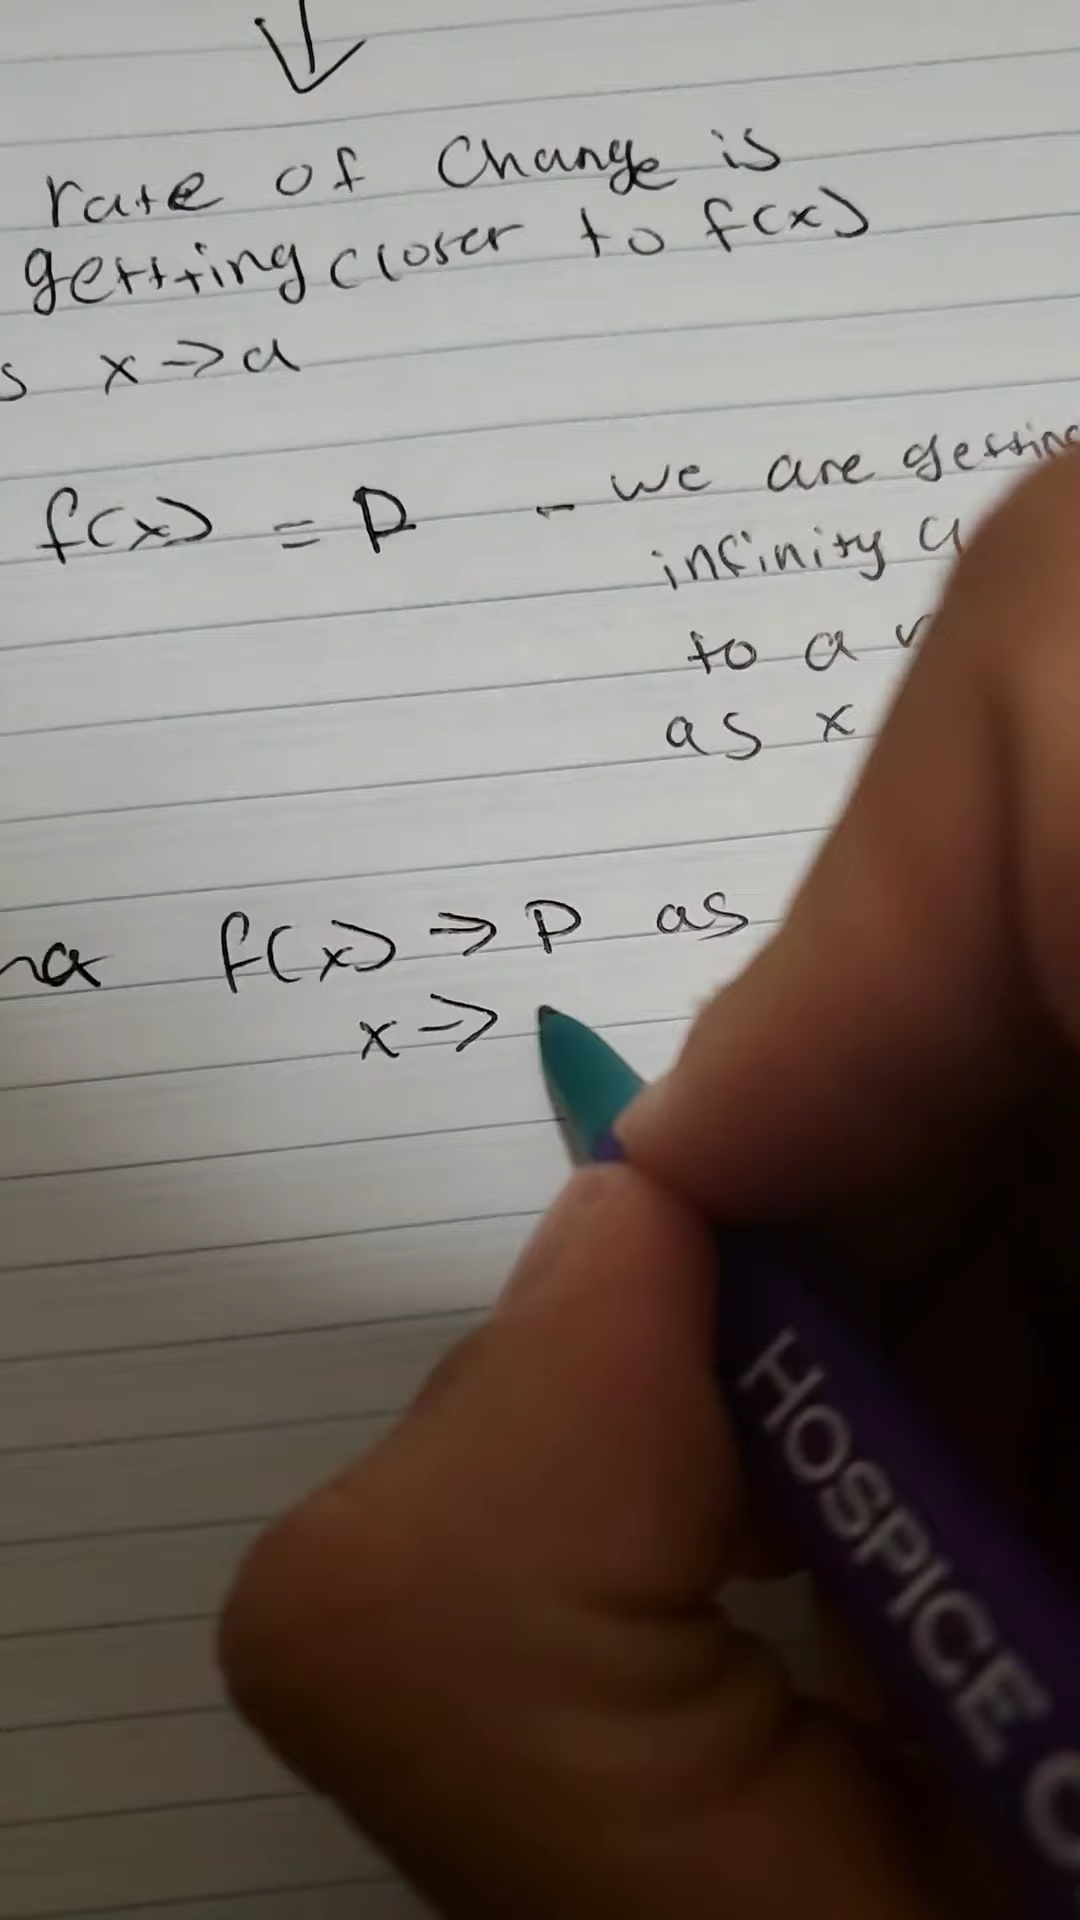 rate of Change is
getting closer to f(x)
s x → a
f(x) = P - we are getting
infinity
to a
as x
f(x) → P as
x →
HOSPICE